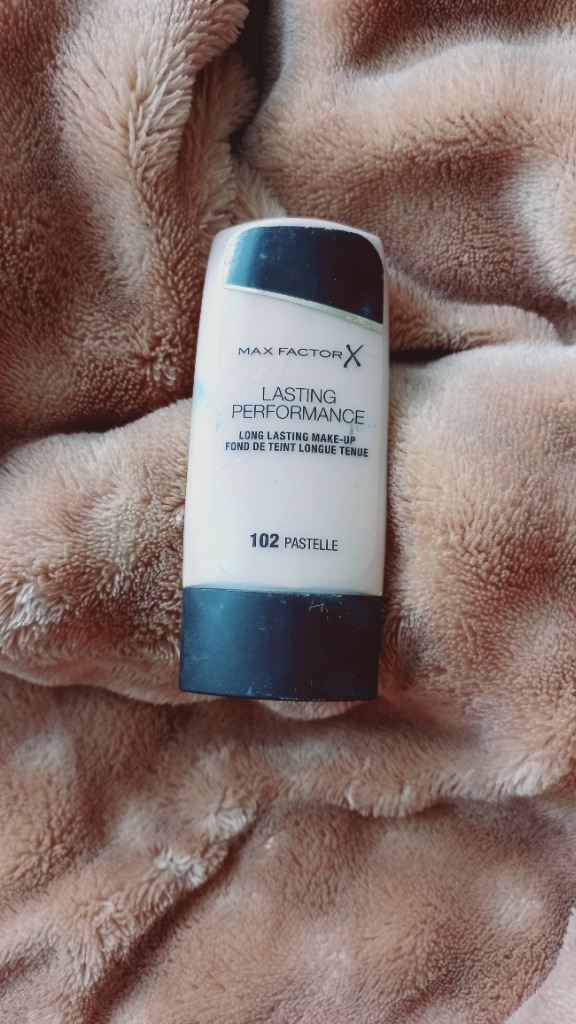 MAX FACTOR X
LASTING
PERFORMANCE
LONG LASTING MAKE-UP
FOND DE TEINT LONGUE TENUE
102 PASTELLE